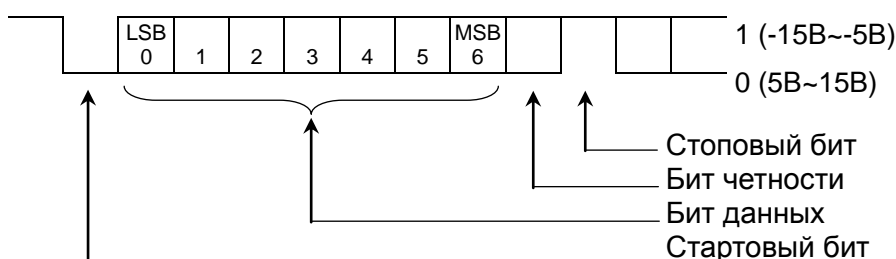 LSB MSB 1 (-15В~-5В)
0 1 2 3 4 5 6
0 (5В~15В)
Стоповый бит
Бит четности
Бит данных
Стартовый бит